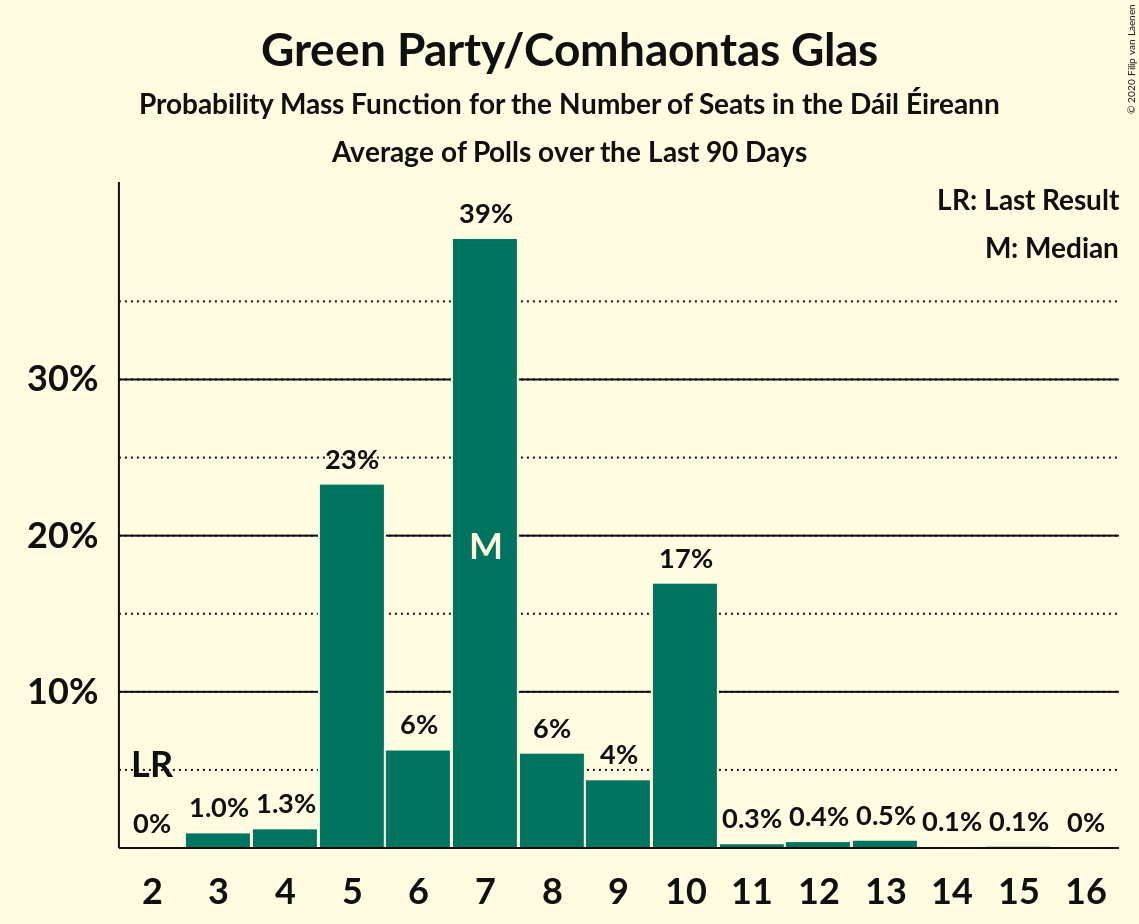 Green Party/Comhaontas Glas
Probability Mass Function for the Number of Seats in the Dáil Éireann
Average of Polls over the Last 90 Days
© 2020 Filip van Laenen
LR: Last Result
M: Median
39%
30%
23%
20%
M
17%
10%
LR
0%
1.0%
1.3%
6%
6%
4%
0.3%
0.4%
0.5%
0.1%
0.1%
0%
2 3 4 5 6 7 8 9 10 11 12 13 14 15 16